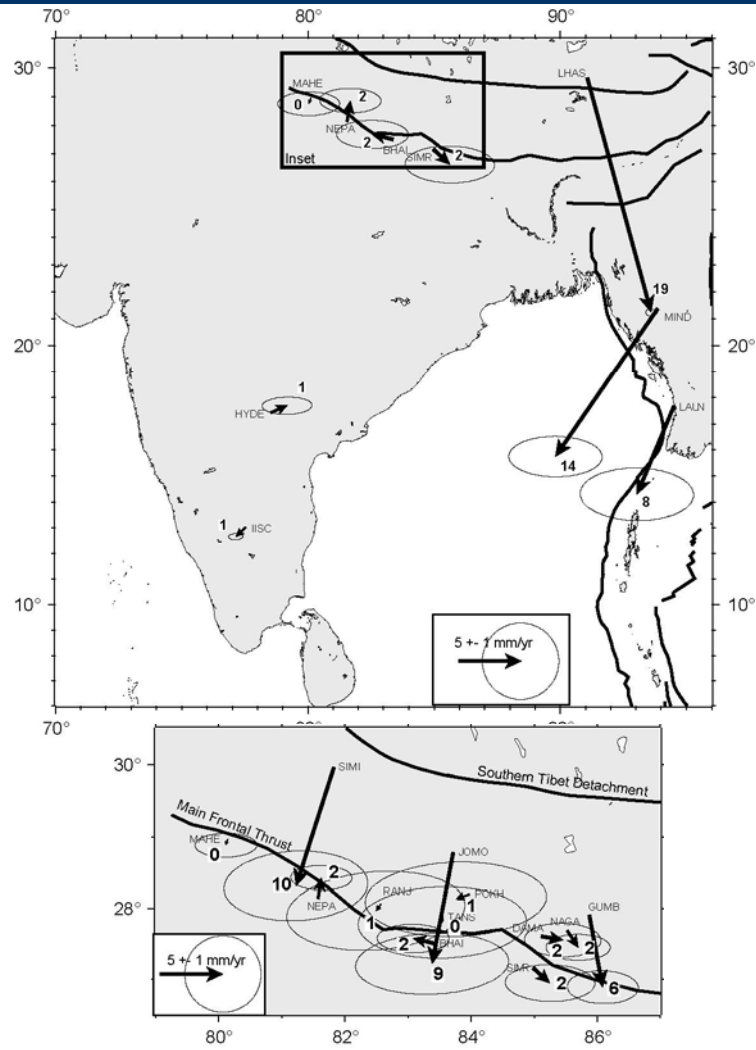 70° 80° 90°
30° 30°
LHAS
MAHE
0 2
NEPA
2 BHAI
SIMR 2
Inset
19
MIND
20° 20°
1
HYDE
LALN
14
8
1 IISC
10° 10°
5 +- 1 mm/yr
70°
30°
SIMI
Southern Tibet Detachment
Main Frontal Thrust
MAHE
0
JOMO
10 2
NEPA
RANJ
POKH
1
GUMB
28°
1 TANS
0
DAMA NAGA
2 BHAI
2 2
9
SIMR
2 6
5 +- 1 mm/yr
80° 82° 84° 86°